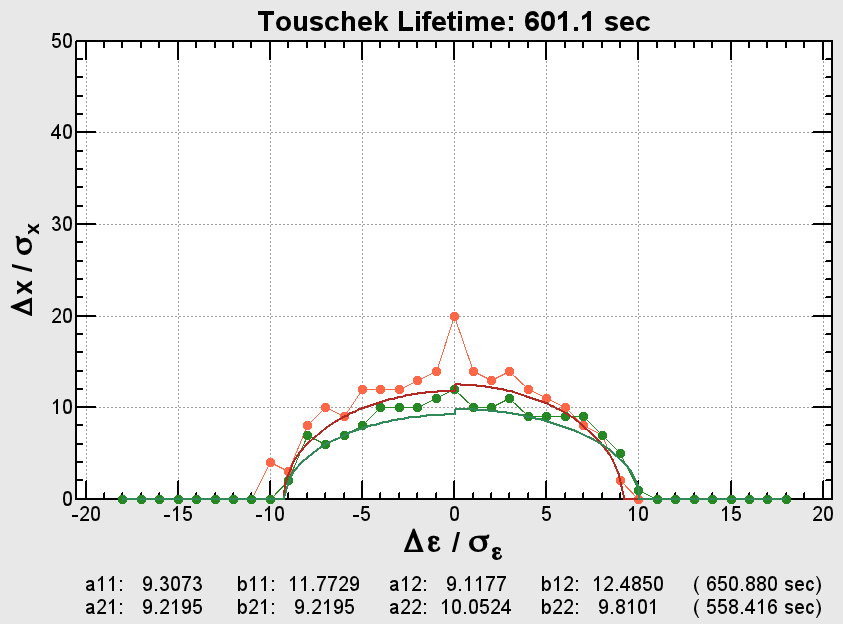 Touschek Lifetime: 601.1 sec
50
40
30
20
10
0
Δx / σx
-20 -15 -10 -5 0 5 10 15 20
Δε / σε
a11: 9.3073 b11: 11.7729 a12: 9.1177 b12: 12.4850 ( 650.880 sec)
a21: 9.2195 b21: 9.2195 a22: 10.0524 b22: 9.8101 ( 558.416 sec)